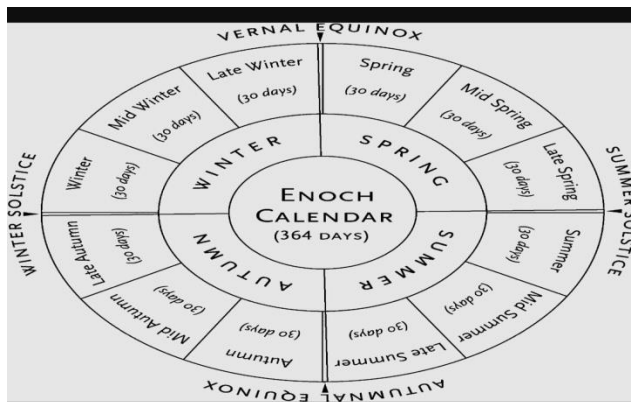 VERNAL EQUINOX
Late Winter
(30 days)
Spring
(30 days)
Mid Winter
(30 days)
Mid Spring
(30 days)
Winter
(30 days)
Late Spring
(30 days)
WINTER
SPRING
WINTER SOLSTICE
SUMMER SOLSTICE
ENOCH
CALENDAR
(364 DAYS)
AUTUMN
SUMMER
Late Autumn
(30 days)
Summer
(30 days)
Mid Autumn
(30 days)
Mid Summer
(30 days)
Autumn
(30 days)
Late Summer
(30 days)
AUTUMNAL EQUINOX